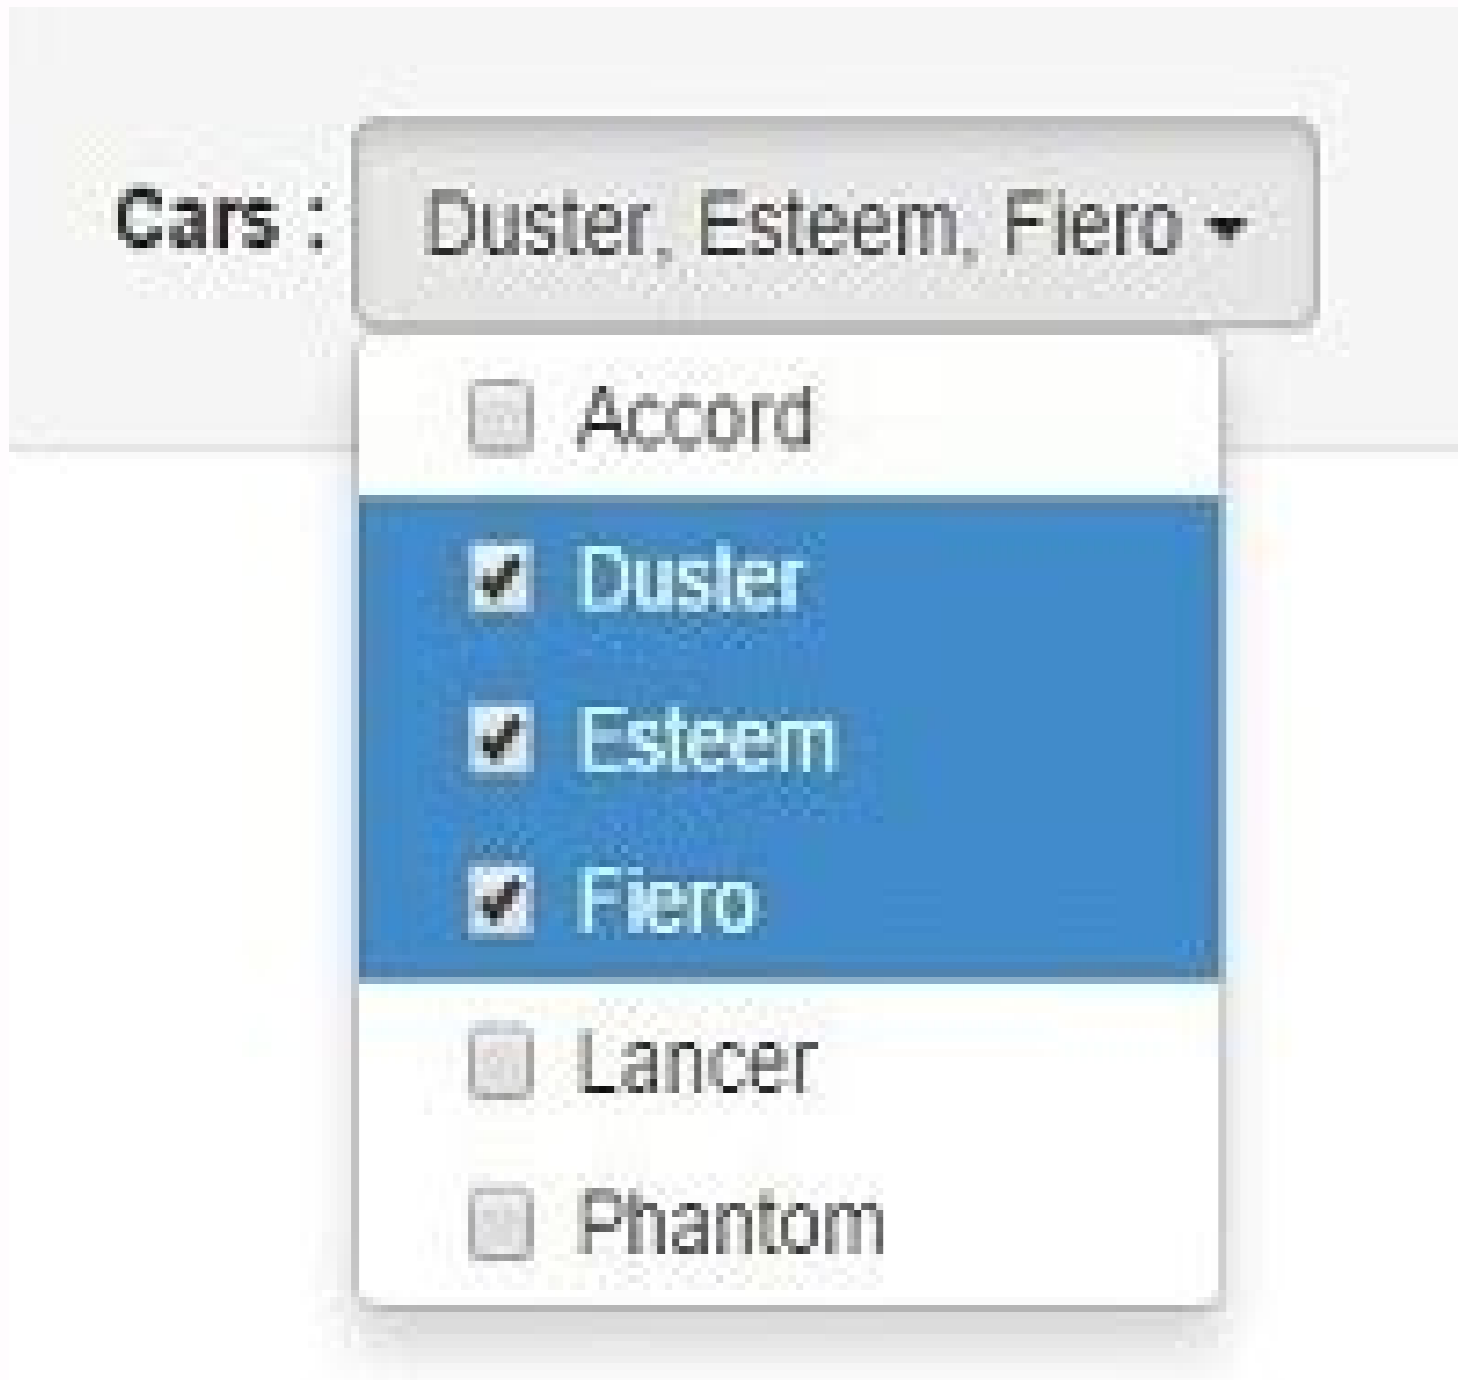 Cars : Duster, Esteem, Fiero
Accord
Duster
Esteem
Fiero
Lancer
Phantom